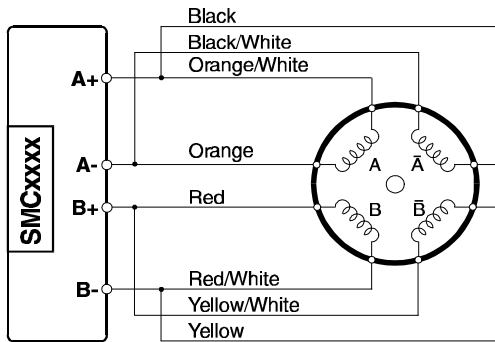 Black
Black/White
Orange/White
A+
Orange
A-
A
Ā
SMCxxxx
B+
Red
B
B̄
Red/White
B-
Yellow/White
Yellow